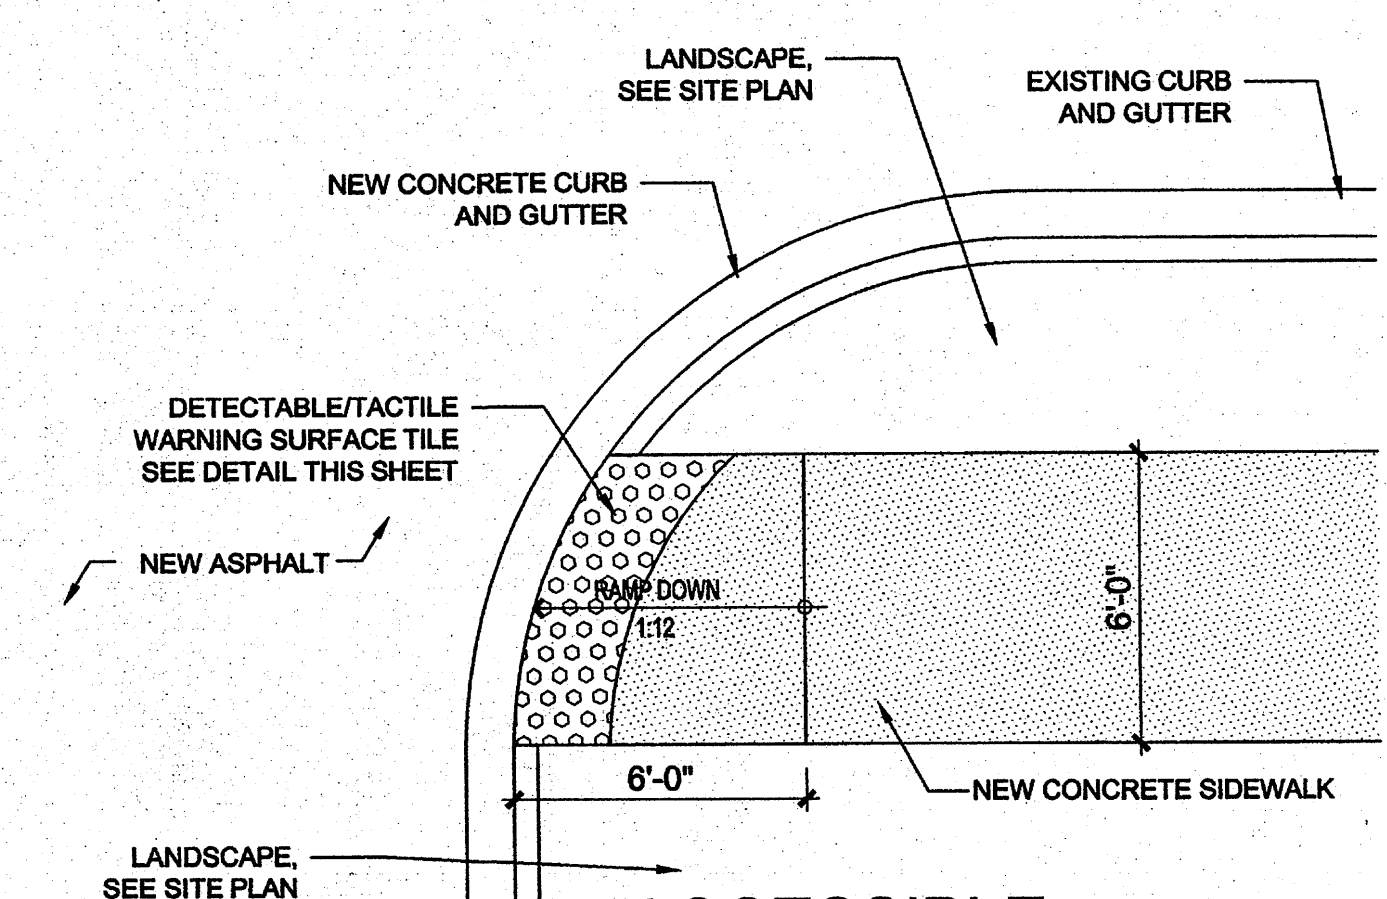 LANDSCAPE,
SEE SITE PLAN
EXISTING CURB
AND GUTTER
NEW CONCRETE CURB
AND GUTTER
DETECTABLE/TACTILE
WARNING SURFACE TILE
SEE DETAIL THIS SHEET
NEW ASPHALT
RAMP DOWN
1:12
6'-0"
6'-0"
NEW CONCRETE SIDEWALK
LANDSCAPE,
SEE SITE PLAN